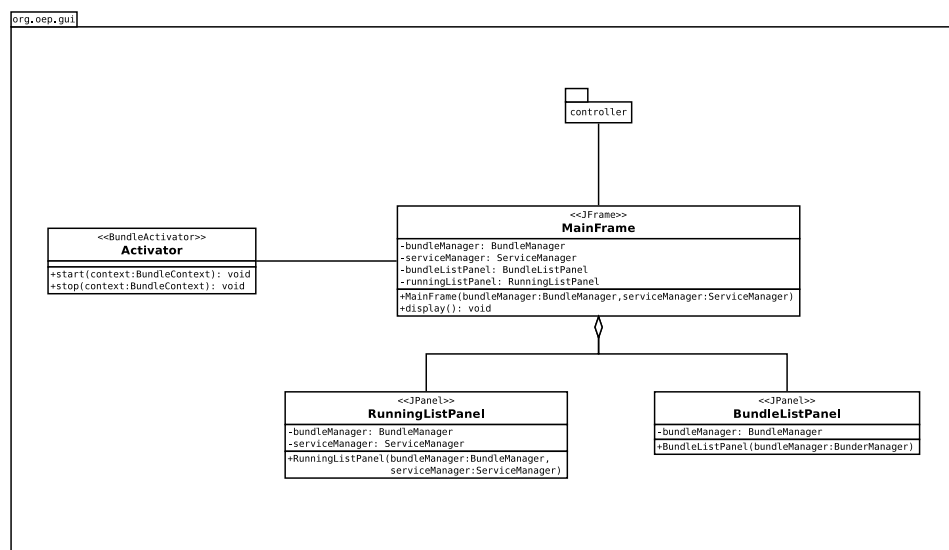 org.oep.gui
controller
<<JFrame>>
MainFrame
-bundleManager: BundleManager
-serviceManager: ServiceManager
-bundleListPanel: BundleListPanel
-runningListPanel: RunningListPanel
+MainFrame(bundleManager:BundleManager,serviceManager:ServiceManager)
+display(): void
<<BundleActivator>>
Activator
+start(context:BundleContext): void
+stop(context:BundleContext): void
<<JPanel>>
RunningListPanel
-bundleManager: BundleManager
-serviceManager: ServiceManager
+RunningListPanel(bundleManager:BundleManager,
serviceManager:ServiceManager)
<<JPanel>>
BundleListPanel
-bundleManager: BundleManager
+BundleListPanel(bundleManager:BunderManager)